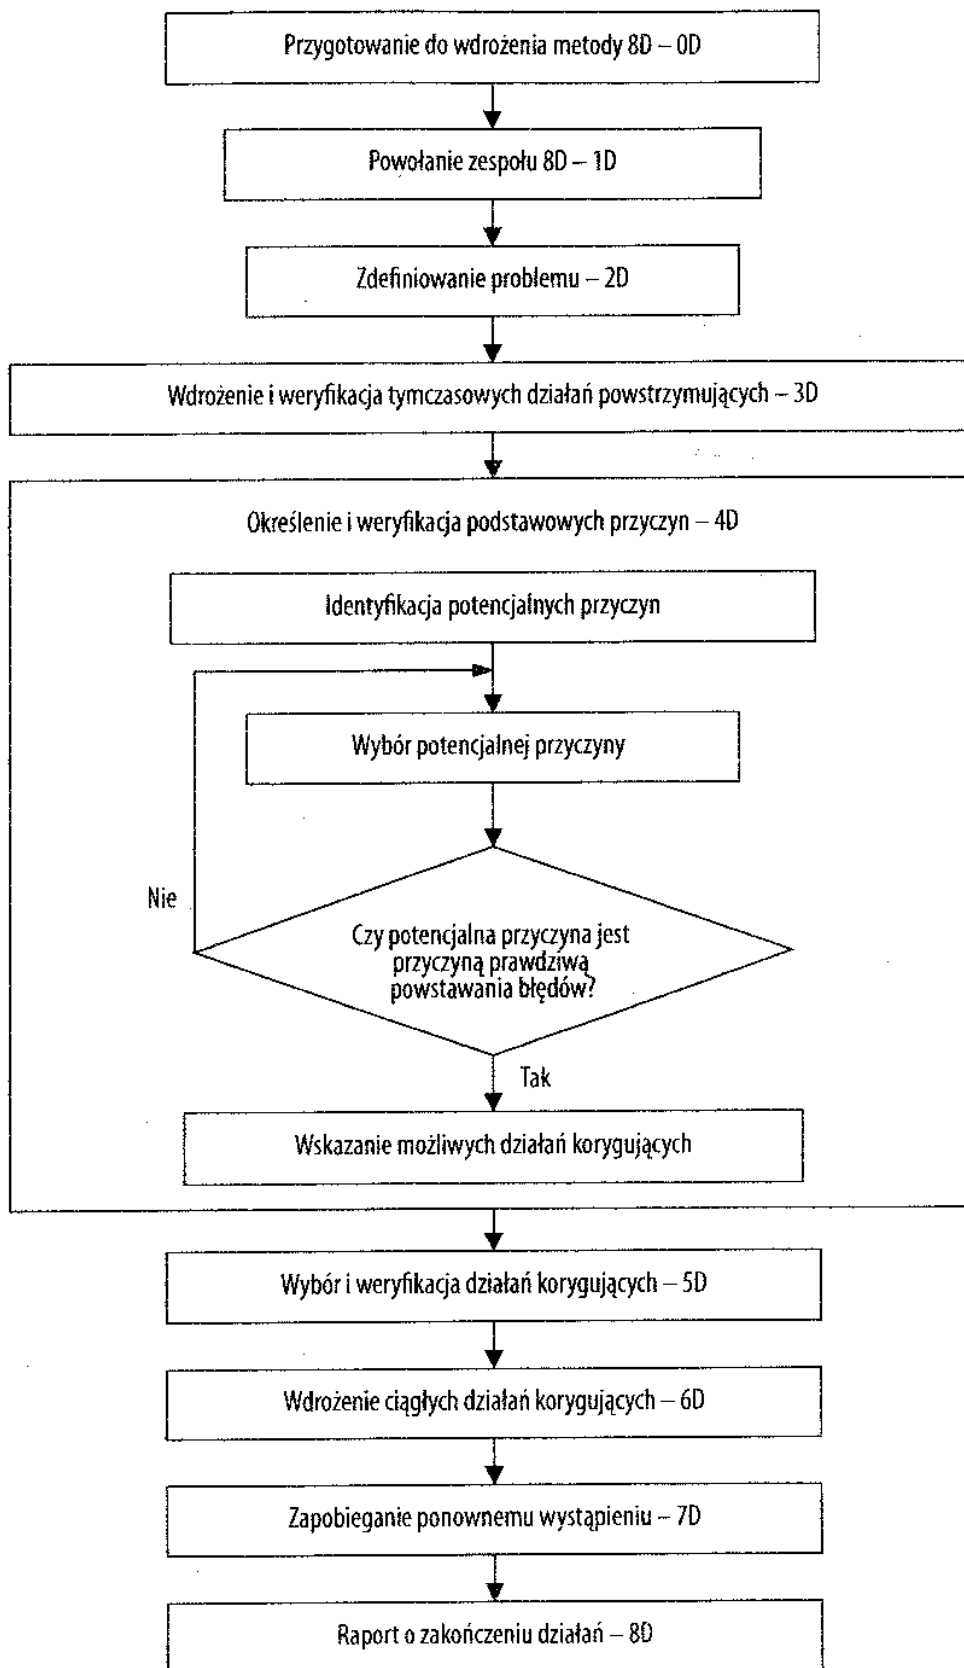 Przygotowanie do wdrożenia metody 8D – 0D
Powołanie zespołu 8D – 1D
Zdefiniowanie problemu – 2D
Wdrożenie i weryfikacja tymczasowych działań powstrzymujących – 3D
Określenie i weryfikacja podstawowych przyczyn – 4D
Identyfikacja potencjalnych przyczyn
Wybór potencjalnej przyczyny
Nie
Czy potencjalna przyczyna jest
przyczyną prawdziwą
powstawania błędów?
Tak
Wskazanie możliwych działań korygujących
Wybór i weryfikacja działań korygujących – 5D
Wdrożenie ciągłych działań korygujących – 6D
Zapobieganie ponownemu wystąpieniu – 7D
Raport o zakończeniu działań – 8D